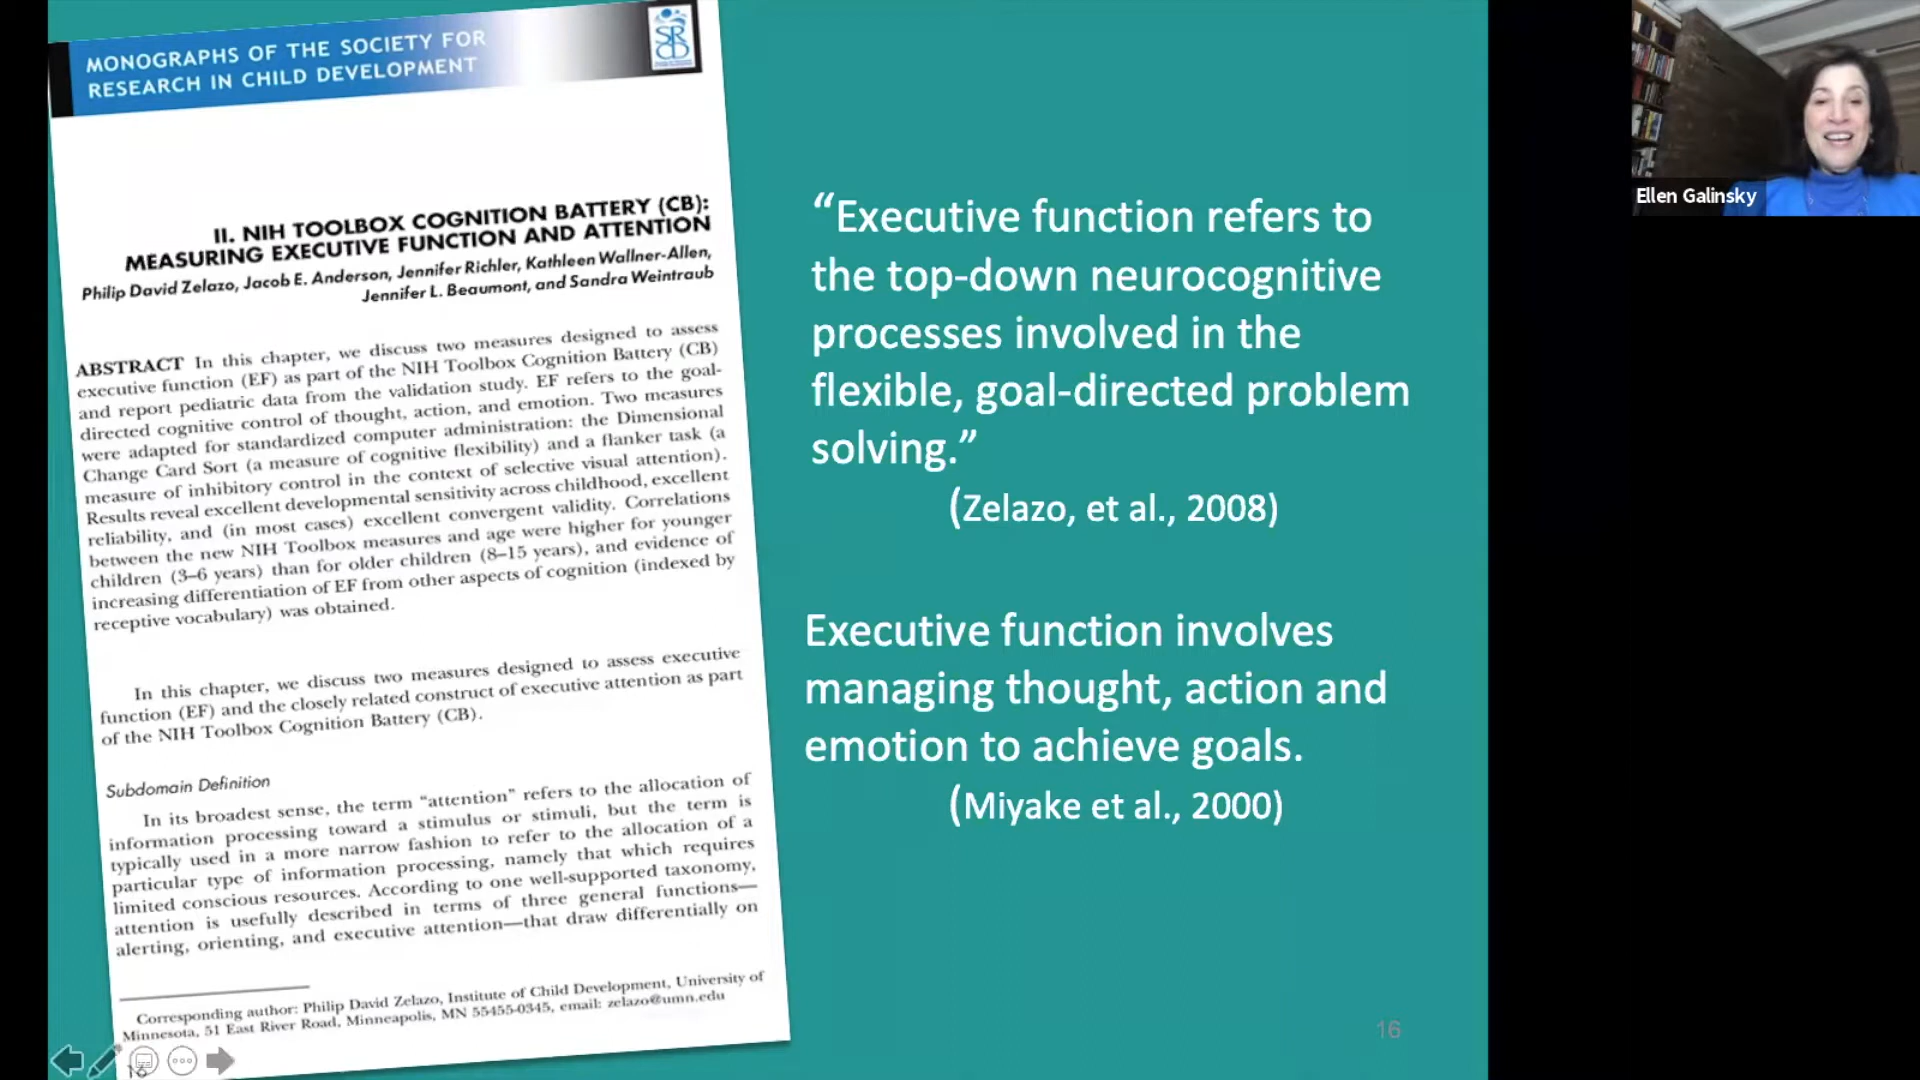 MONOGRAPHS OF THE SOCIETY FOR
RESEARCH IN CHILD DEVELOPMENT
SRCD
II. NIH TOOLBOX COGNITION BATTERY (CB):
MEASURING EXECUTIVE FUNCTION AND ATTENTION
Philip David Zelazo, Jacob E. Anderson, Jennifer Richler, Kathleen Wallner-Allen,
Jennifer L. Beaumont, and Sandra Weintraub
ABSTRACT In this chapter, we discuss two measures designed to assess
executive function (EF) as part of the NIH Toolbox Cognition Battery (CB)
and report pediatric data from the validation study. EF refers to the goal-
directed cognitive control of thought, action, and emotion. Two measures
were adapted for standardized computer administration: the Dimensional
Change Card Sort (a measure of cognitive flexibility) and a flanker task (a
measure of inhibitory control in the context of selective visual attention).
Results reveal excellent developmental sensitivity across childhood, excellent
reliability, and (in most cases) excellent convergent validity. Correlations
between the new NIH Toolbox measures and age were higher for younger
children (3–6 years) than for older children (8–15 years), and evidence of
increasing differentiation of EF from other aspects of cognition (indexed by
receptive vocabulary) was obtained.
In this chapter, we discuss two measures designed to assess executive
function (EF) and the closely related construct of executive attention as part
of the NIH Toolbox Cognition Battery (CB).
Subdomain Definition
In its broadest sense, the term “attention” refers to the allocation of
information processing toward a stimulus or stimuli, but the term is
typically used in a more narrow fashion to refer to the allocation of a
particular type of information processing, namely that which requires
limited conscious resources. According to one well-supported taxonomy,
attention is usefully described in terms of three general functions—
alerting, orienting, and executive attention—that draw differentially on
Corresponding author: Philip David Zelazo, Institute of Child Development, University of
Minnesota, 51 East River Road, Minneapolis, MN 55455-0345, email: zelazo@umn.edu
16
“Executive function refers to
the top-down neurocognitive
processes involved in the
flexible, goal-directed problem
solving.”
(Zelazo, et al., 2008)
Executive function involves
managing thought, action and
emotion to achieve goals.
(Miyake et al., 2000)
16
Ellen Galinsky